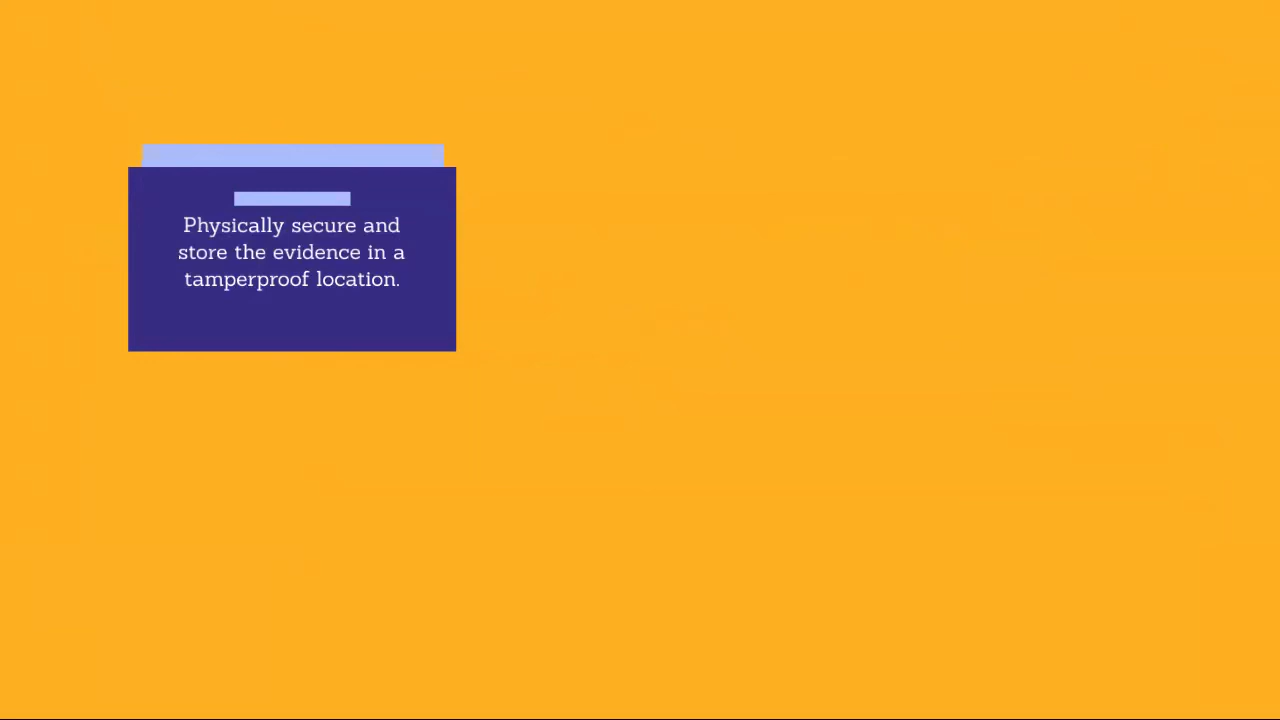 Physically secure and
store the evidence in a
tamperproof location.